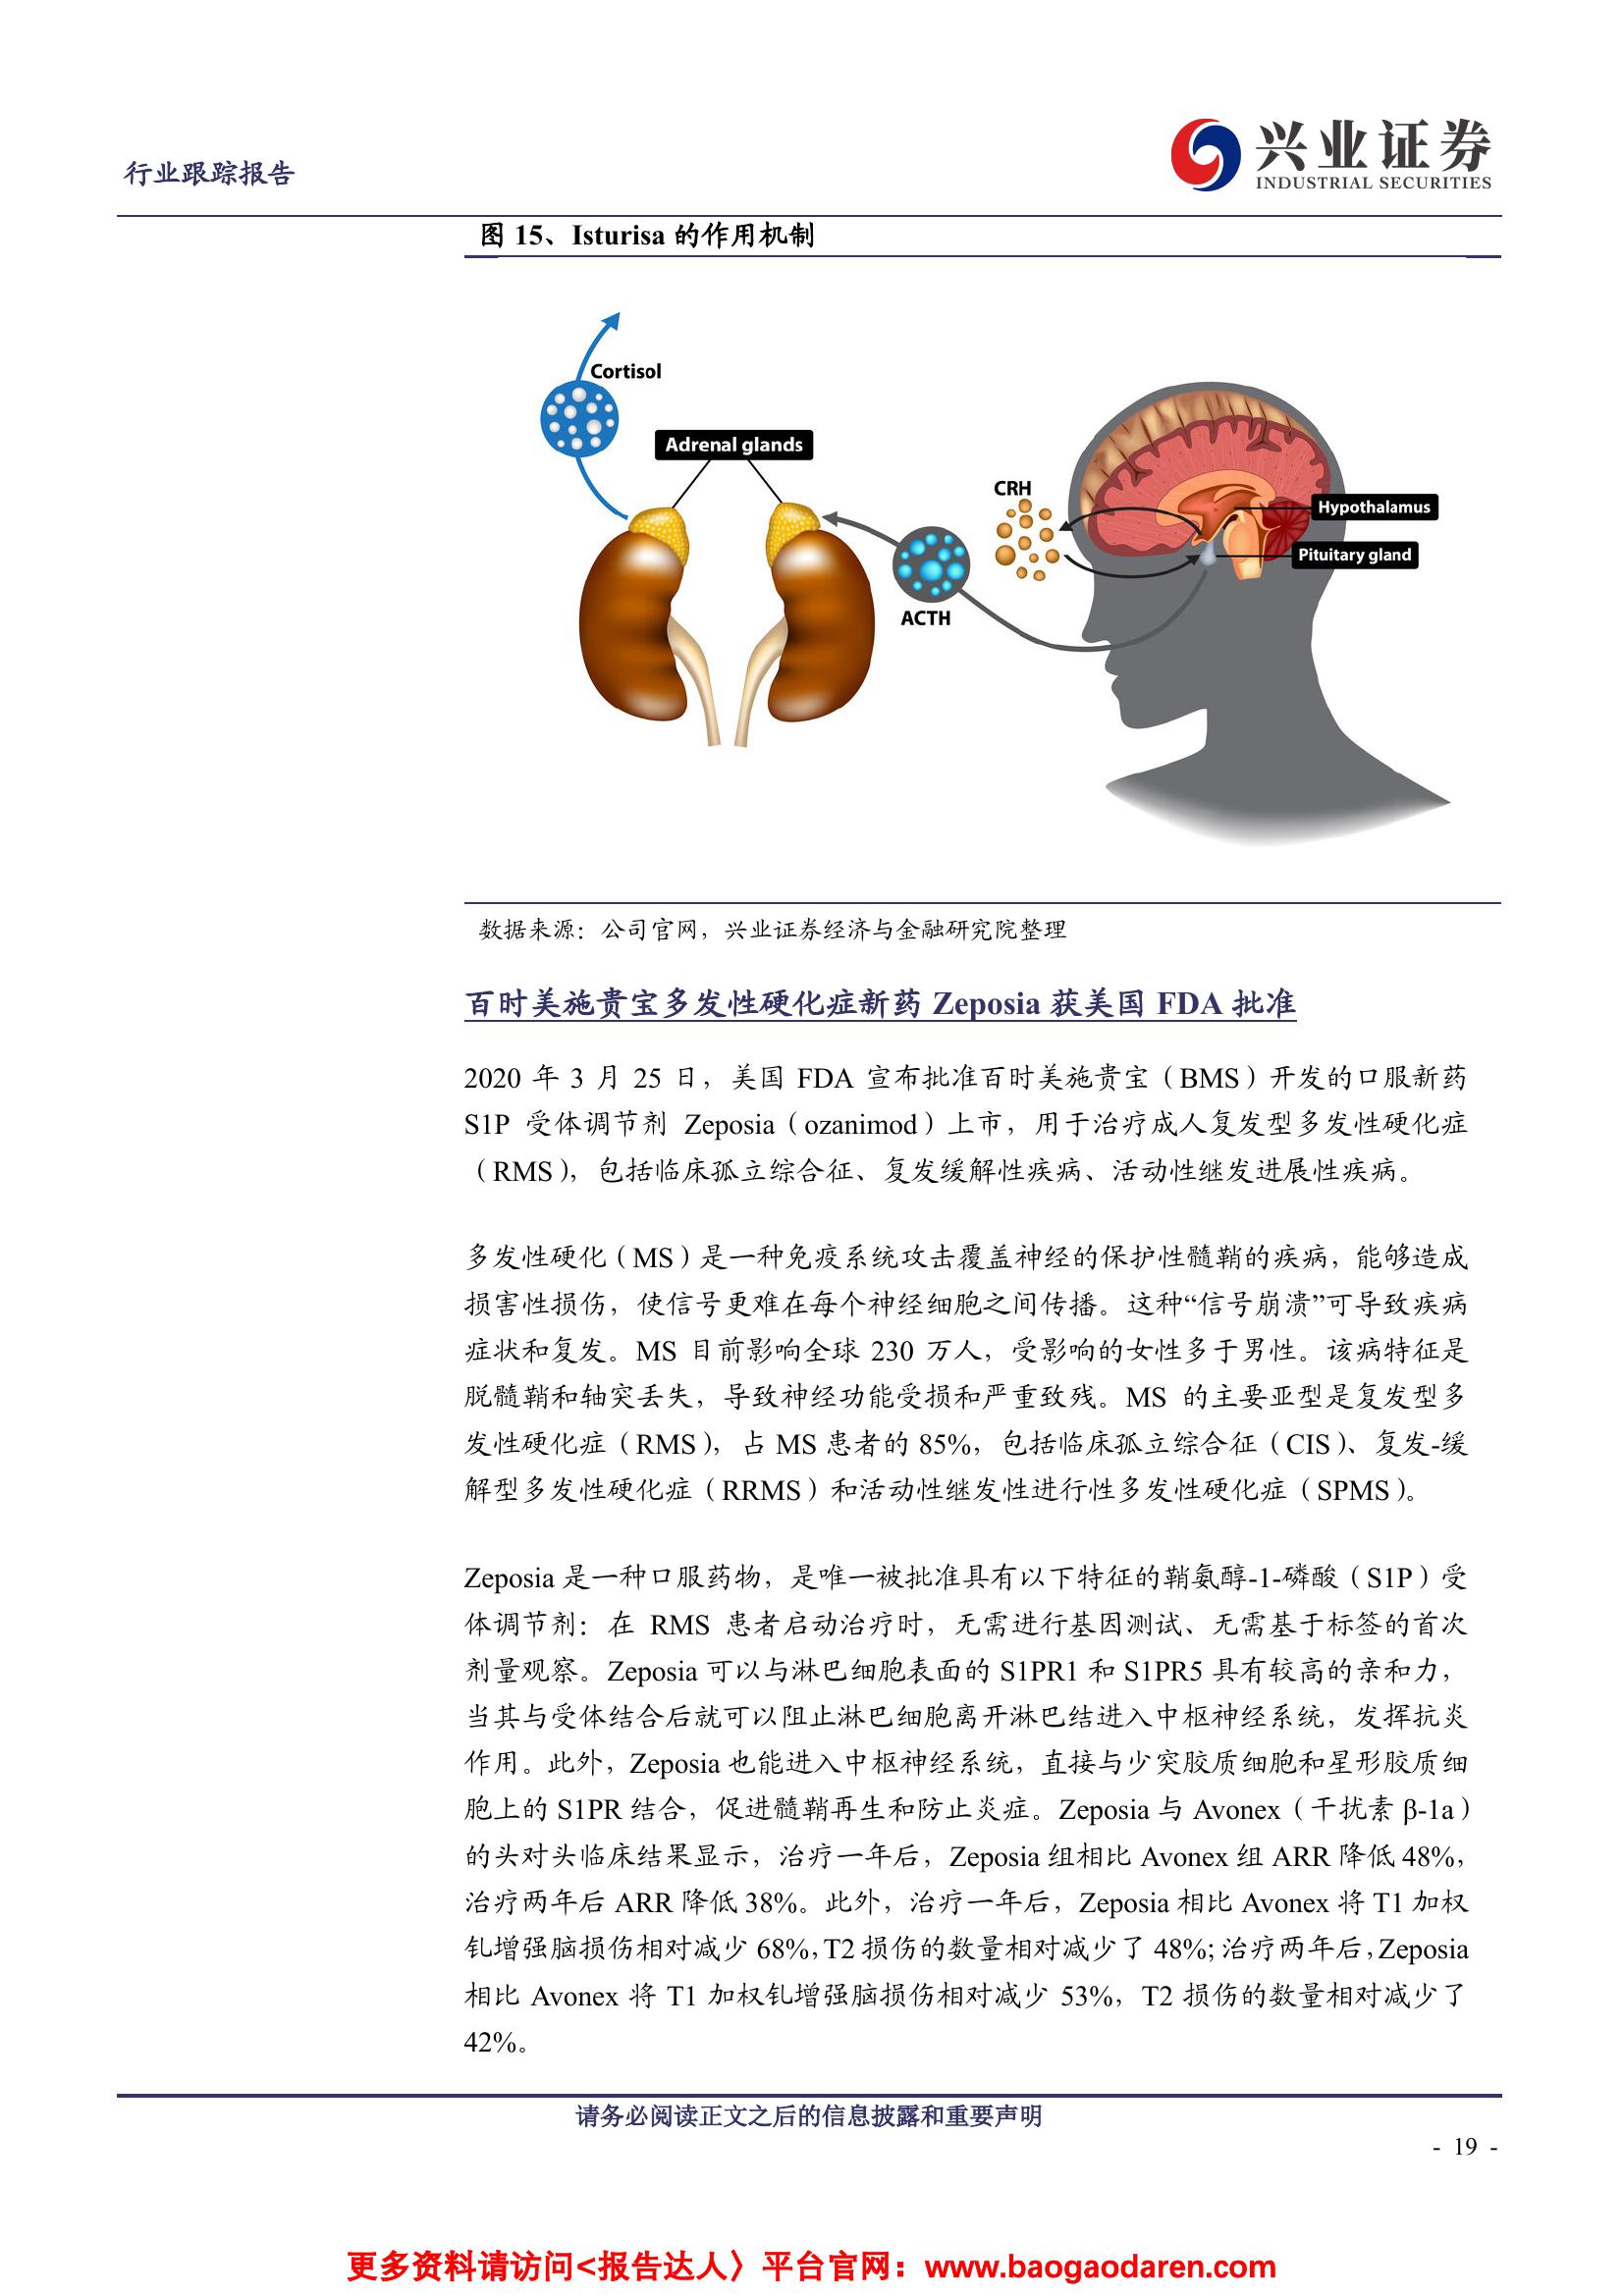 行业跟踪报告
兴业证券
INDUSTRIAL SECURITIES
图 15、Isturisa 的作用机制
Cortisol
Adrenal glands
CRH
Hypothalamus
Pituitary gland
ACTH
数据来源：公司官网，兴业证券经济与金融研究院整理
百时美施贵宝多发性硬化症新药 Zeposia 获美国 FDA 批准
2020 年 3 月 25 日，美国 FDA 宣布批准百时美施贵宝（BMS）开发的口服新药
S1P 受体调节剂 Zeposia（ozanimod）上市，用于治疗成人复发型多发性硬化症
（RMS），包括临床孤立综合征、复发缓解性疾病、活动性继发进展性疾病。
多发性硬化（MS）是一种免疫系统攻击覆盖神经的保护性髓鞘的疾病，能够造成
损害性损伤，使信号更难在每个神经细胞之间传播。这种“信号崩溃”可导致疾病
症状和复发。MS 目前影响全球 230 万人，受影响的女性多于男性。该病特征是
脱髓鞘和轴突丢失，导致神经功能受损和严重致残。MS 的主要亚型是复发型多
发性硬化症（RMS），占 MS 患者的 85%，包括临床孤立综合征（CIS）、复发-缓
解型多发性硬化症（RRMS）和活动性继发性进行性多发性硬化症（SPMS）。
Zeposia 是一种口服药物，是唯一被批准具有以下特征的鞘氨醇-1-磷酸（S1P）受
体调节剂：在 RMS 患者启动治疗时，无需进行基因测试、无需基于标签的首次
剂量观察。Zeposia 可以与淋巴细胞表面的 S1PR1 和 S1PR5 具有较高的亲和力，
当其与受体结合后就可以阻止淋巴细胞离开淋巴结进入中枢神经系统，发挥抗炎
作用。此外，Zeposia 也能进入中枢神经系统，直接与少突胶质细胞和星形胶质细
胞上的 S1PR 结合，促进髓鞘再生和防止炎症。Zeposia 与 Avonex（干扰素 β-1a）
的头对头临床结果显示，治疗一年后，Zeposia 组相比 Avonex 组 ARR 降低 48%，
治疗两年后 ARR 降低 38%。此外，治疗一年后，Zeposia 相比 Avonex 将 T1 加权
钆增强脑损伤相对减少 68%，T2 损伤的数量相对减少了 48%；治疗两年后，Zeposia
相比 Avonex 将 T1 加权钆增强脑损伤相对减少 53%，T2 损伤的数量相对减少了
42%。
请务必阅读正文之后的信息披露和重要声明
- 19 -
更多资料请访问<报告达人〉平台官网：www.baogaodaren.com